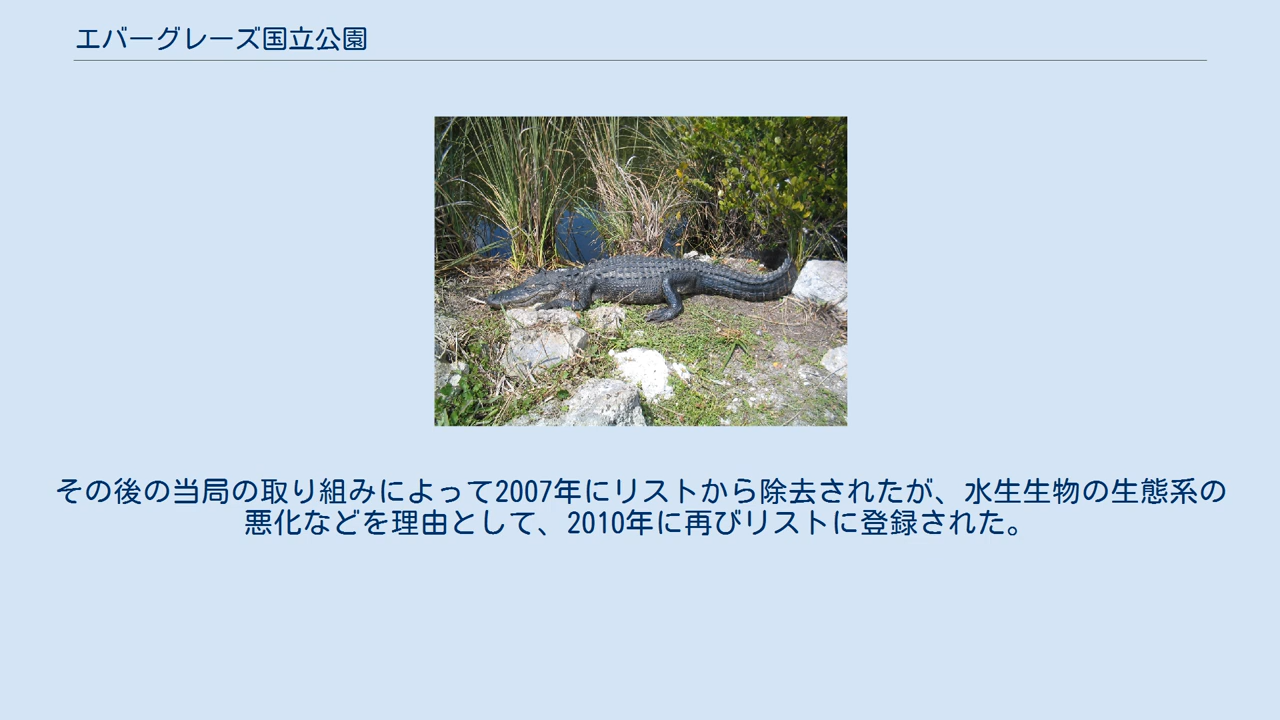 エバーグレーズ国立公園
その後の当局の取り組みによって2007年にリストから除去されたが、水生生物の生態系の
悪化などを理由として、2010年に再びリストに登録された。